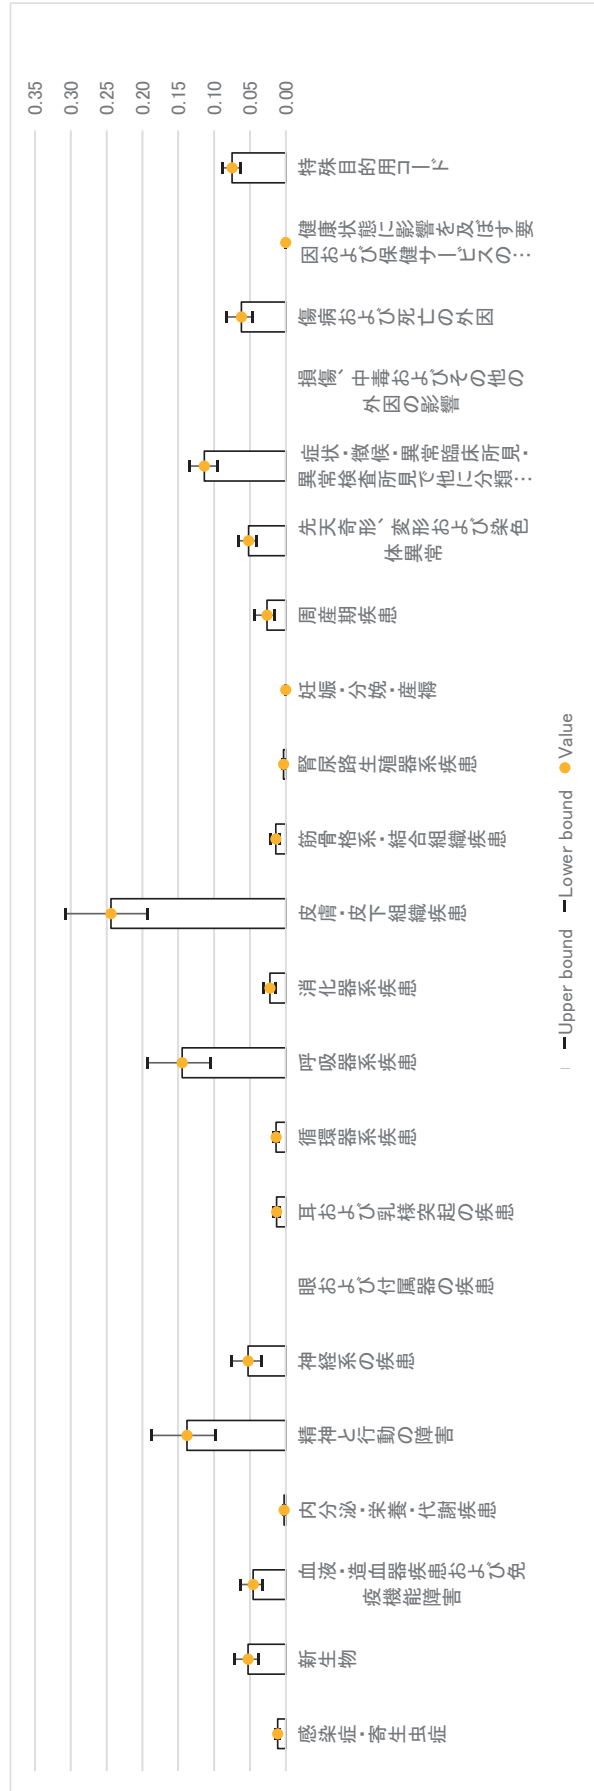 0.35
0.30
0.25
0.20
0.15
0.10
0.05
0.00
感染症・寄生虫症
新生物
血液・造血器疾患および免
疫機能障害
内分泌・栄養・代謝疾患
精神と行動の障害
神経系の疾患
眼および付属器の疾患
耳および乳様突起の疾患
循環器系疾患
呼吸器系疾患
消化器系疾患
皮膚・皮下組織疾患
筋骨格系・結合組織疾患
腎尿路生殖器系疾患
妊娠・分娩・産褥
周産期疾患
先天奇形、変形および染色
体異常
症状・徴候・異常臨床所見・
異常検査所見で他に分類…
損傷、中毒およびその他の
外因の影響
傷病および死亡の外因
健康状態に影響を及ぼす要
因および保健サービスの…
特殊目的用コード
Upper bound
Lower bound
Value